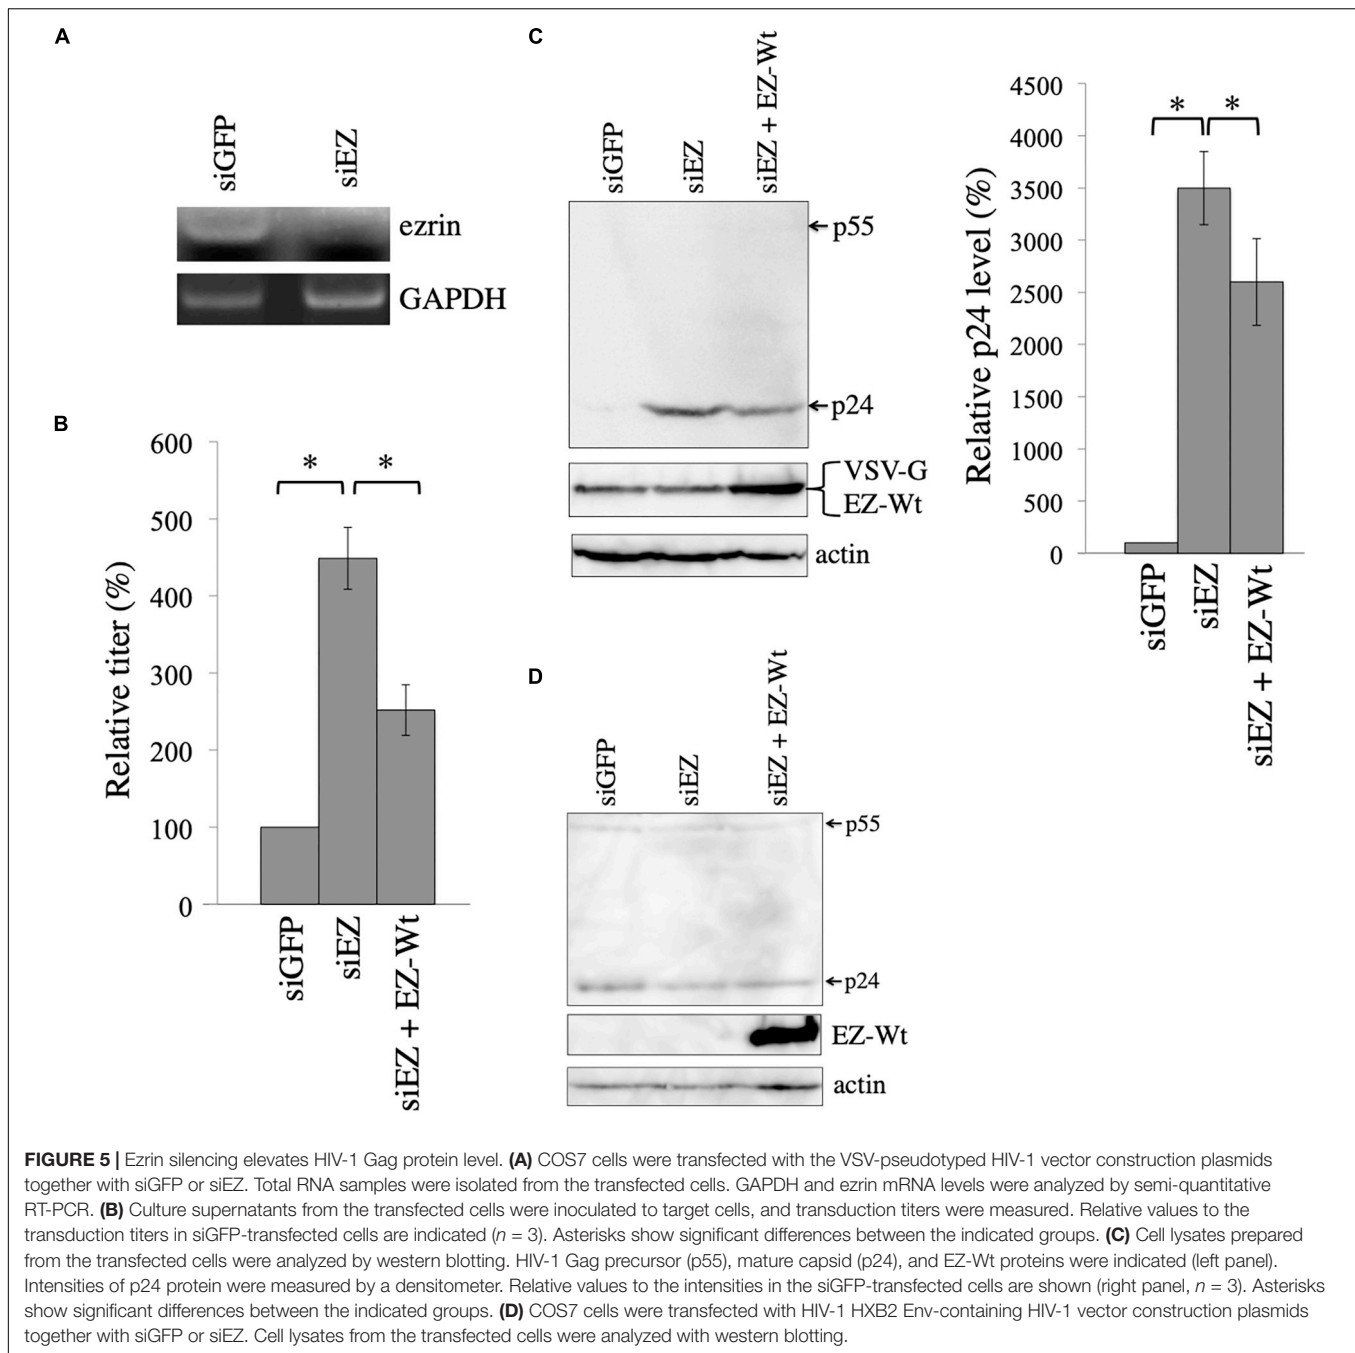 A
siGFP
siEZ
ezrin
GAPDH
B
Relative titer (%)
600
500
400
300
200
100
0
*
*
siGFP
siEZ
siEZ + EZ-Wt
C
siGFP
siEZ
siEZ + EZ-Wt
p55
p24
VSV-G
EZ-Wt
actin
Relative p24 level (%)
4500
4000
3500
3000
2500
2000
1500
1000
500
0
*
*
siGFP
siEZ
siEZ + EZ-Wt
D
siGFP
siEZ
siEZ + EZ-Wt
p55
p24
EZ-Wt
actin
FIGURE 5 | Ezrin silencing elevates HIV-1 Gag protein level. (A) COS7 cells were transfected with the VSV-pseudotyped HIV-1 vector construction plasmids
together with siGFP or siEZ. Total RNA samples were isolated from the transfected cells. GAPDH and ezrin mRNA levels were analyzed by semi-quantitative
RT-PCR. (B) Culture supernatants from the transfected cells were inoculated to target cells, and transduction titers were measured. Relative values to the
transduction titers in siGFP-transfected cells are indicated (n = 3). Asterisks show significant differences between the indicated groups. (C) Cell lysates prepared
from the transfected cells were analyzed by western blotting. HIV-1 Gag precursor (p55), mature capsid (p24), and EZ-Wt proteins were indicated (left panel).
Intensities of p24 protein were measured by a densitometer. Relative values to the intensities in the siGFP-transfected cells are shown (right panel, n = 3). Asterisks
show significant differences between the indicated groups. (D) COS7 cells were transfected with HIV-1 HXB2 Env-containing HIV-1 vector construction plasmids
together with siGFP or siEZ. Cell lysates from the transfected cells were analyzed with western blotting.